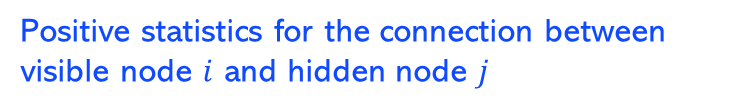 Positive statistics for the connection between
visible node i and hidden node j